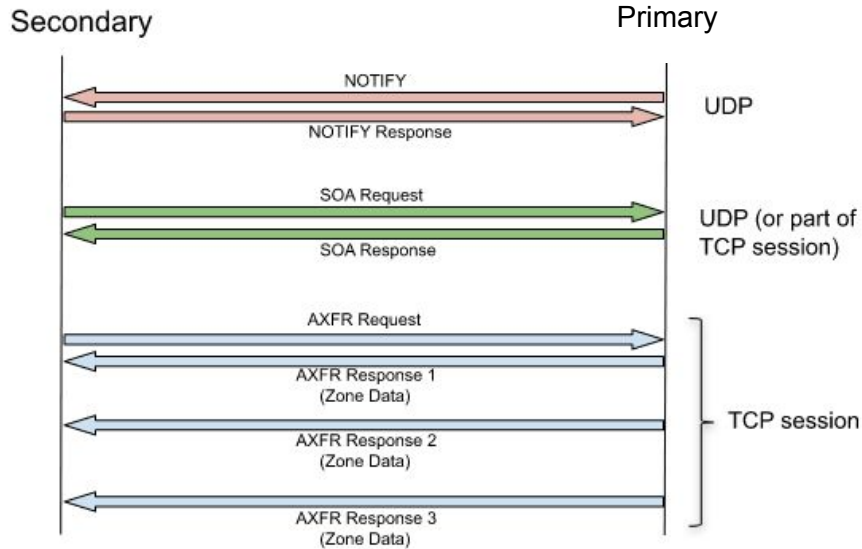 Secondary
Primary
NOTIFY
NOTIFY Response
UDP
SOA Request
SOA Response
UDP (or part of
TCP session)
AXFR Request
AXFR Response 1
(Zone Data)
AXFR Response 2
(Zone Data)
AXFR Response 3
(Zone Data)
TCP session